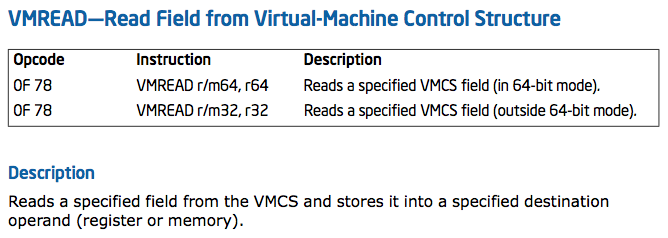 VMREAD—Read Field from Virtual-Machine Control Structure
Opcode Instruction Description
0F 78 VMREAD r/m64, r64 Reads a specified VMCS field (in 64-bit mode).
0F 78 VMREAD r/m32, r32 Reads a specified VMCS field (outside 64-bit mode).
Description
Reads a specified field from the VMCS and stores it into a specified destination
operand (register or memory).